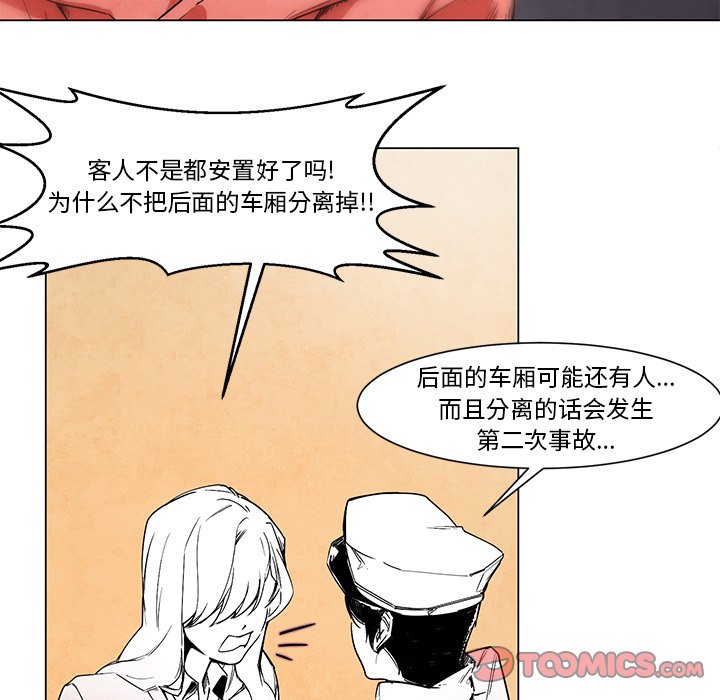 客人不是都安置好了吗!
为什么不把后面的车厢分离掉!!
后面的车厢可能还有人...
而且分离的话会发生
第二次事故...
TOOMICS.COM